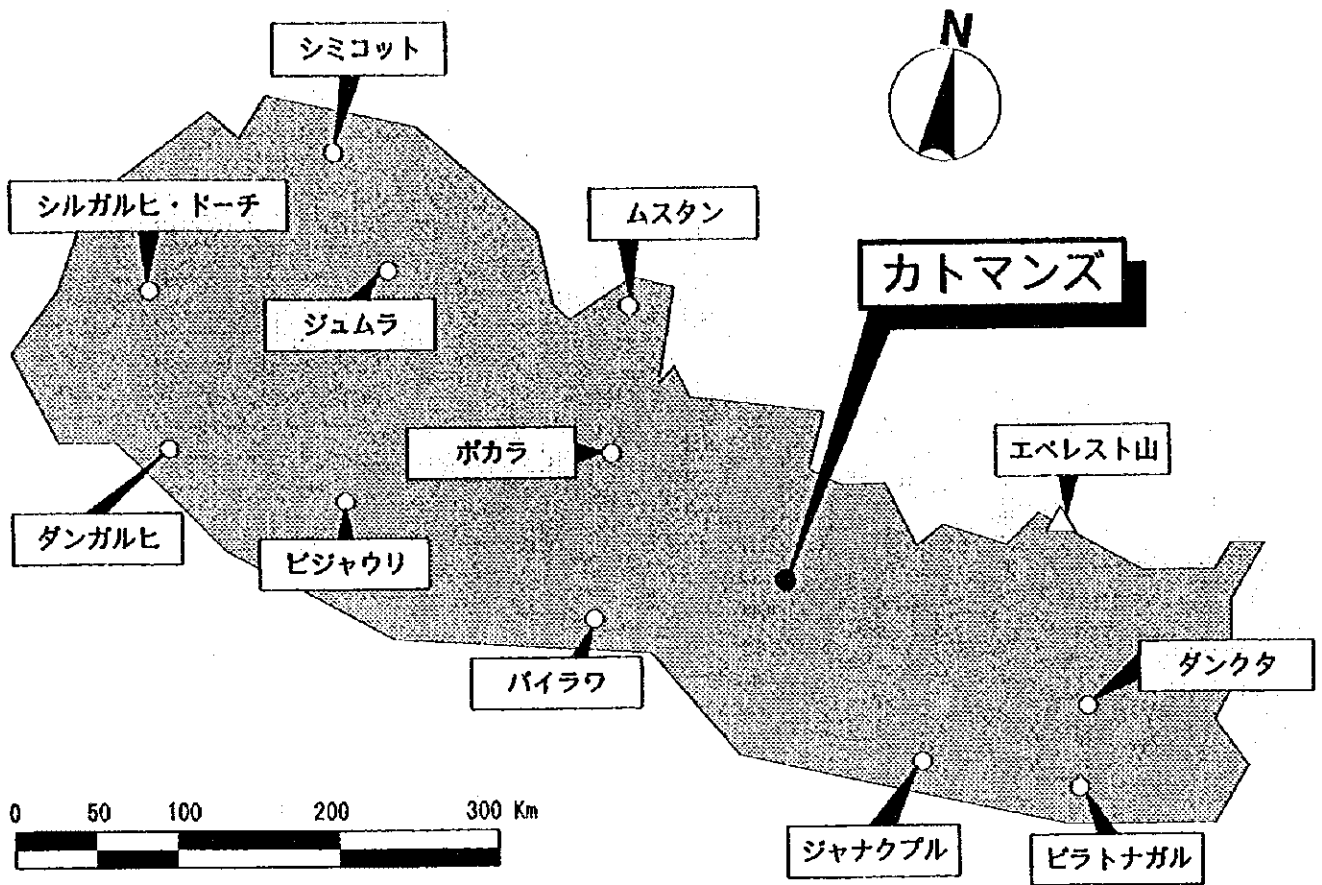 N
シミコット
シルガルヒ・ドーチ
ムスタン
カトマンズ
ジュムラ
ポカラ
エベレスト山
ダンガルヒ
ビジャウリ
バイラワ
ダンクタ
ジャナクプル
ビラトナガル
0 50 100 200 300 Km